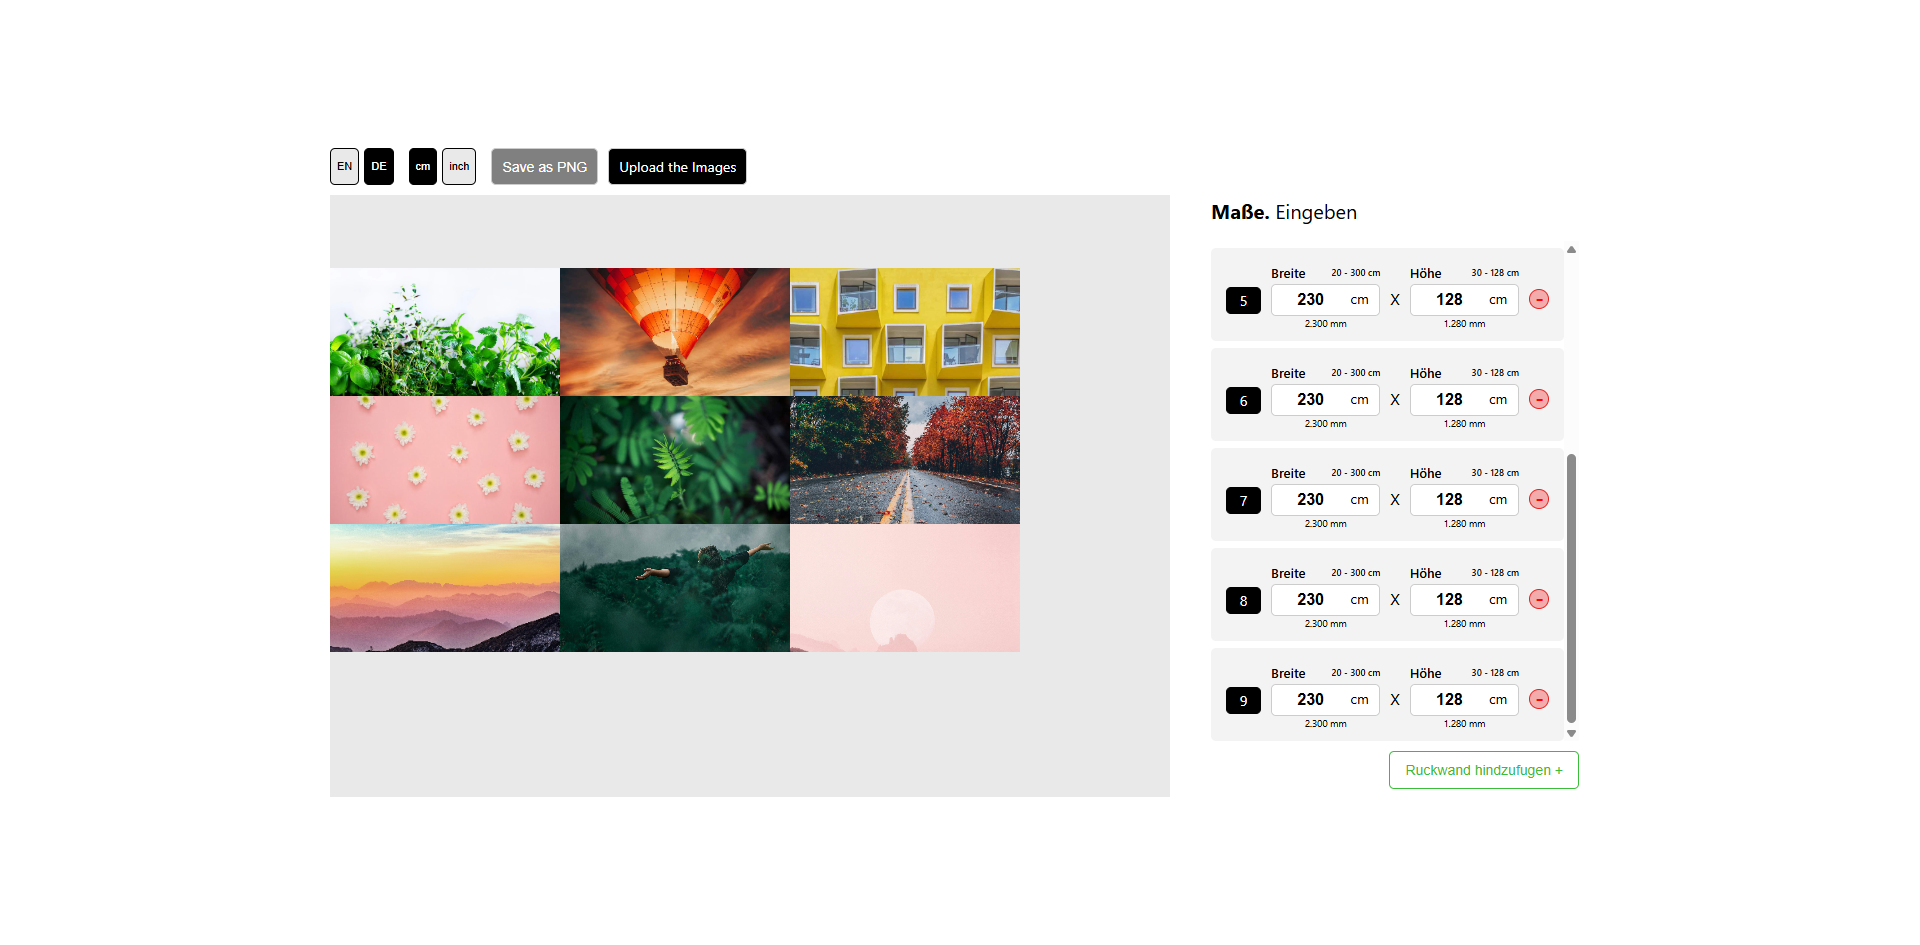 EN DE cm inch Save as PNG Upload the Images
Maße. Eingeben
Breite 20 - 300 cm Höhe 30 - 128 cm
5 230 cm X 128 cm -
2.300 mm 1.280 mm
Breite 20 - 300 cm Höhe 30 - 128 cm
6 230 cm X 128 cm -
2.300 mm 1.280 mm
Breite 20 - 300 cm Höhe 30 - 128 cm
7 230 cm X 128 cm -
2.300 mm 1.280 mm
Breite 20 - 300 cm Höhe 30 - 128 cm
8 230 cm X 128 cm -
2.300 mm 1.280 mm
Breite 20 - 300 cm Höhe 30 - 128 cm
9 230 cm X 128 cm -
2.300 mm 1.280 mm
Ruckwand hindzufugen +